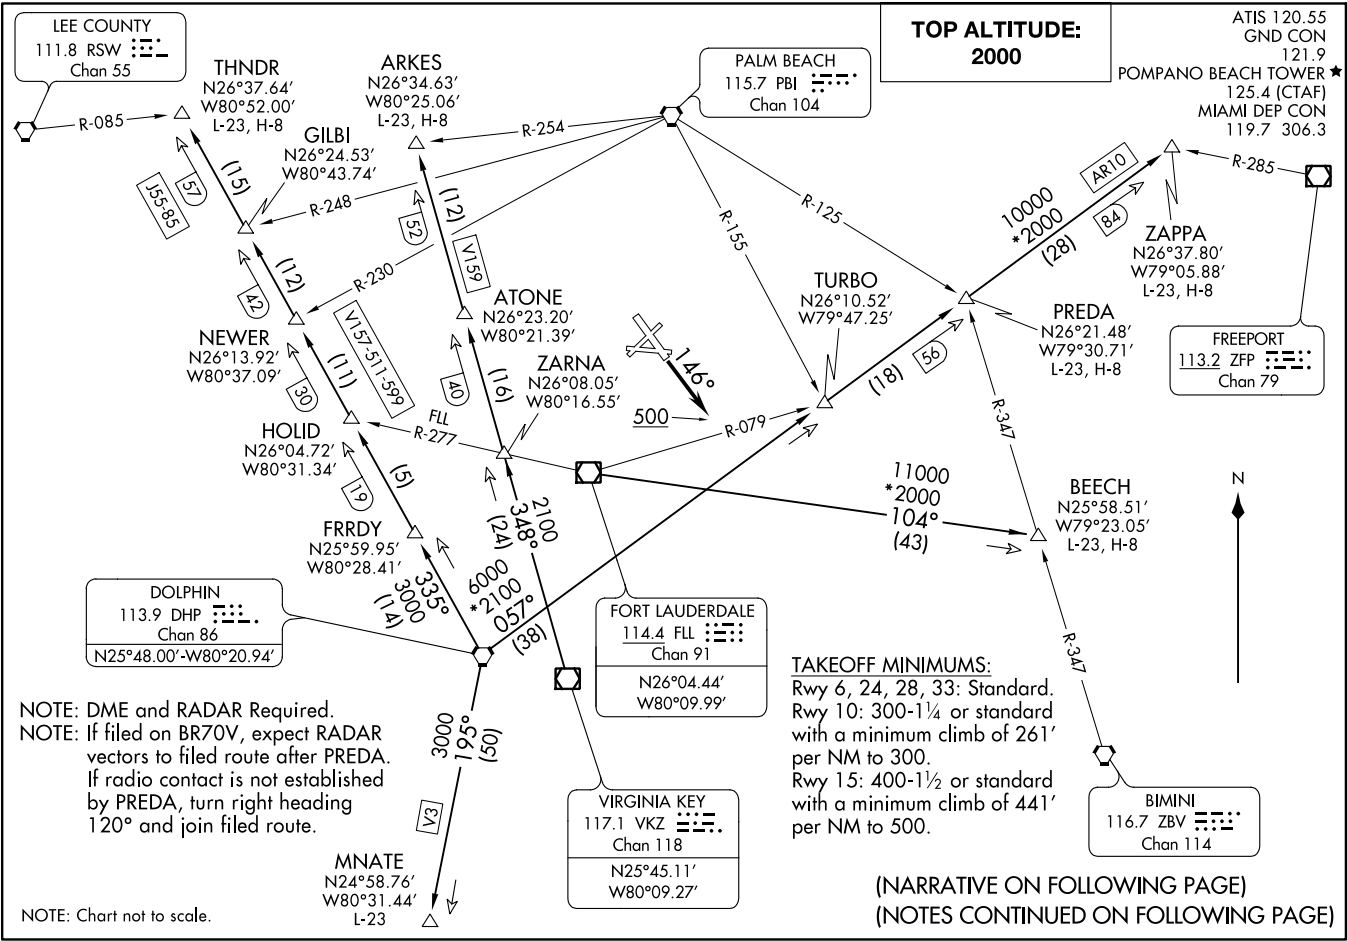 LEE COUNTY
111.8 RSW
Chan 55
R-085
THNDR
N26°37.64′
W80°52.00′
L-23, H-8
ARKES
N26°34.63′
W80°25.06′
L-23, H-8
PALM BEACH
115.7 PBI
Chan 104
TOP ALTITUDE:
2000
ATIS 120.55
GND CON
121.9
POMPANO BEACH TOWER ★
125.4 (CTAF)
MIAMI DEP CON
119.7 306.3
GILBI
N26°24.53′
W80°43.74′
R-254
R-248
R-230
R-155
R-125
R-285
AR10
10000
*2000
(28)
84
ZAPPA
N26°37.80′
W79°05.88′
L-23, H-8
FREEPORT
113.2 ZFP
Chan 79
PREDA
N26°21.48′
W79°30.71′
L-23, H-8
TURBO
N26°10.52′
W79°47.25′
(18)
56
J55-85
57
(15)
(12)
42
NEWER
N26°13.92′
W80°37.09′
V157-511-599
(11)
30
HOLID
N26°04.72′
W80°31.34′
(5)
19
FRRDY
N25°59.95′
W80°28.41′
(12)
52
V159
ATONE
N26°23.20′
W80°21.39′
(16)
40
ZARNA
N26°08.05′
W80°16.55′
146°
500
FLL
R-277
R-079
R-347
11000
*2000
104°
(43)
BEECH
N25°58.51′
W79°23.05′
L-23, H-8
N
2100
348°
(24)
335°
3000
(14)
6000
*2100
057°
(38)
DOLPHIN
113.9 DHP
Chan 86
N25°48.00′-W80°20.94′
FORT LAUDERDALE
114.4 FLL
Chan 91
N26°04.44′
W80°09.99′
R-347
TAKEOFF MINIMUMS:
Rwy 6, 24, 28, 33: Standard.
Rwy 10: 300-1¼ or standard
with a minimum climb of 261′
per NM to 300.
Rwy 15: 400-1½ or standard
with a minimum climb of 441′
per NM to 500.
NOTE: DME and RADAR Required.
NOTE: If filed on BR70V, expect RADAR
vectors to filed route after PREDA.
If radio contact is not established
by PREDA, turn right heading
120° and join filed route.
3000
195°
(50)
V3
MNATE
N24°58.76′
W80°31.44′
L-23
VIRGINIA KEY
117.1 VKZ
Chan 118
N25°45.11′
W80°09.27′
BIMINI
116.7 ZBV
Chan 114
NOTE: Chart not to scale.
(NARRATIVE ON FOLLOWING PAGE)
(NOTES CONTINUED ON FOLLOWING PAGE)